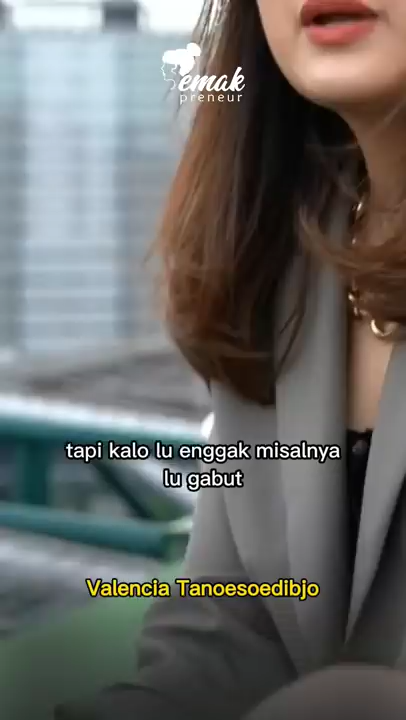 emak
preneur
tapi kalo lu enggak misalnya
lu gabut
Valencia Tanoesoedibjo